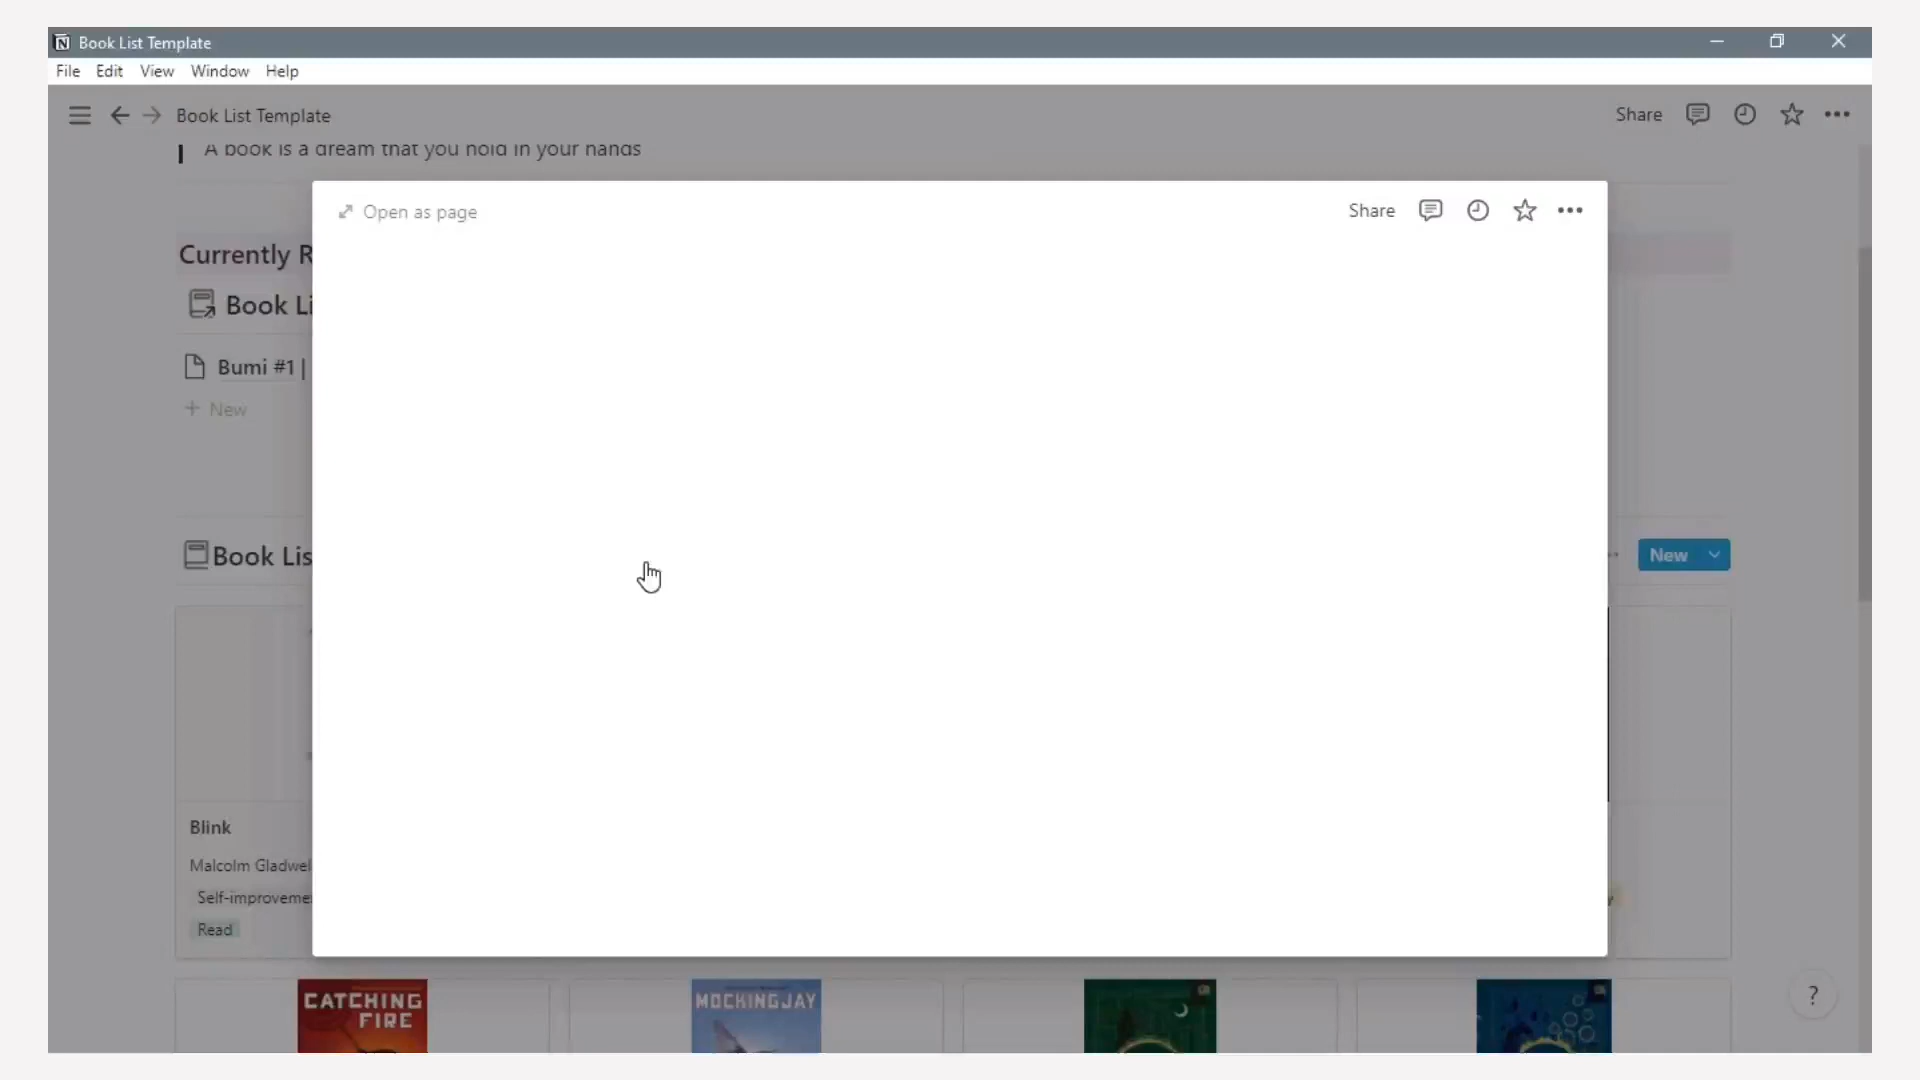 Book List Template
File Edit View Window Help
Book List Template
Share
A book is a dream that you hold in your hands
Open as page
Share
Currently R
Book Li
Bumi #1 |
+ New
Book Lis
New
Blink
Malcolm Gladwel
Self-improveme
Read
CATCHING
FIRE
MOCKINGJAY
?